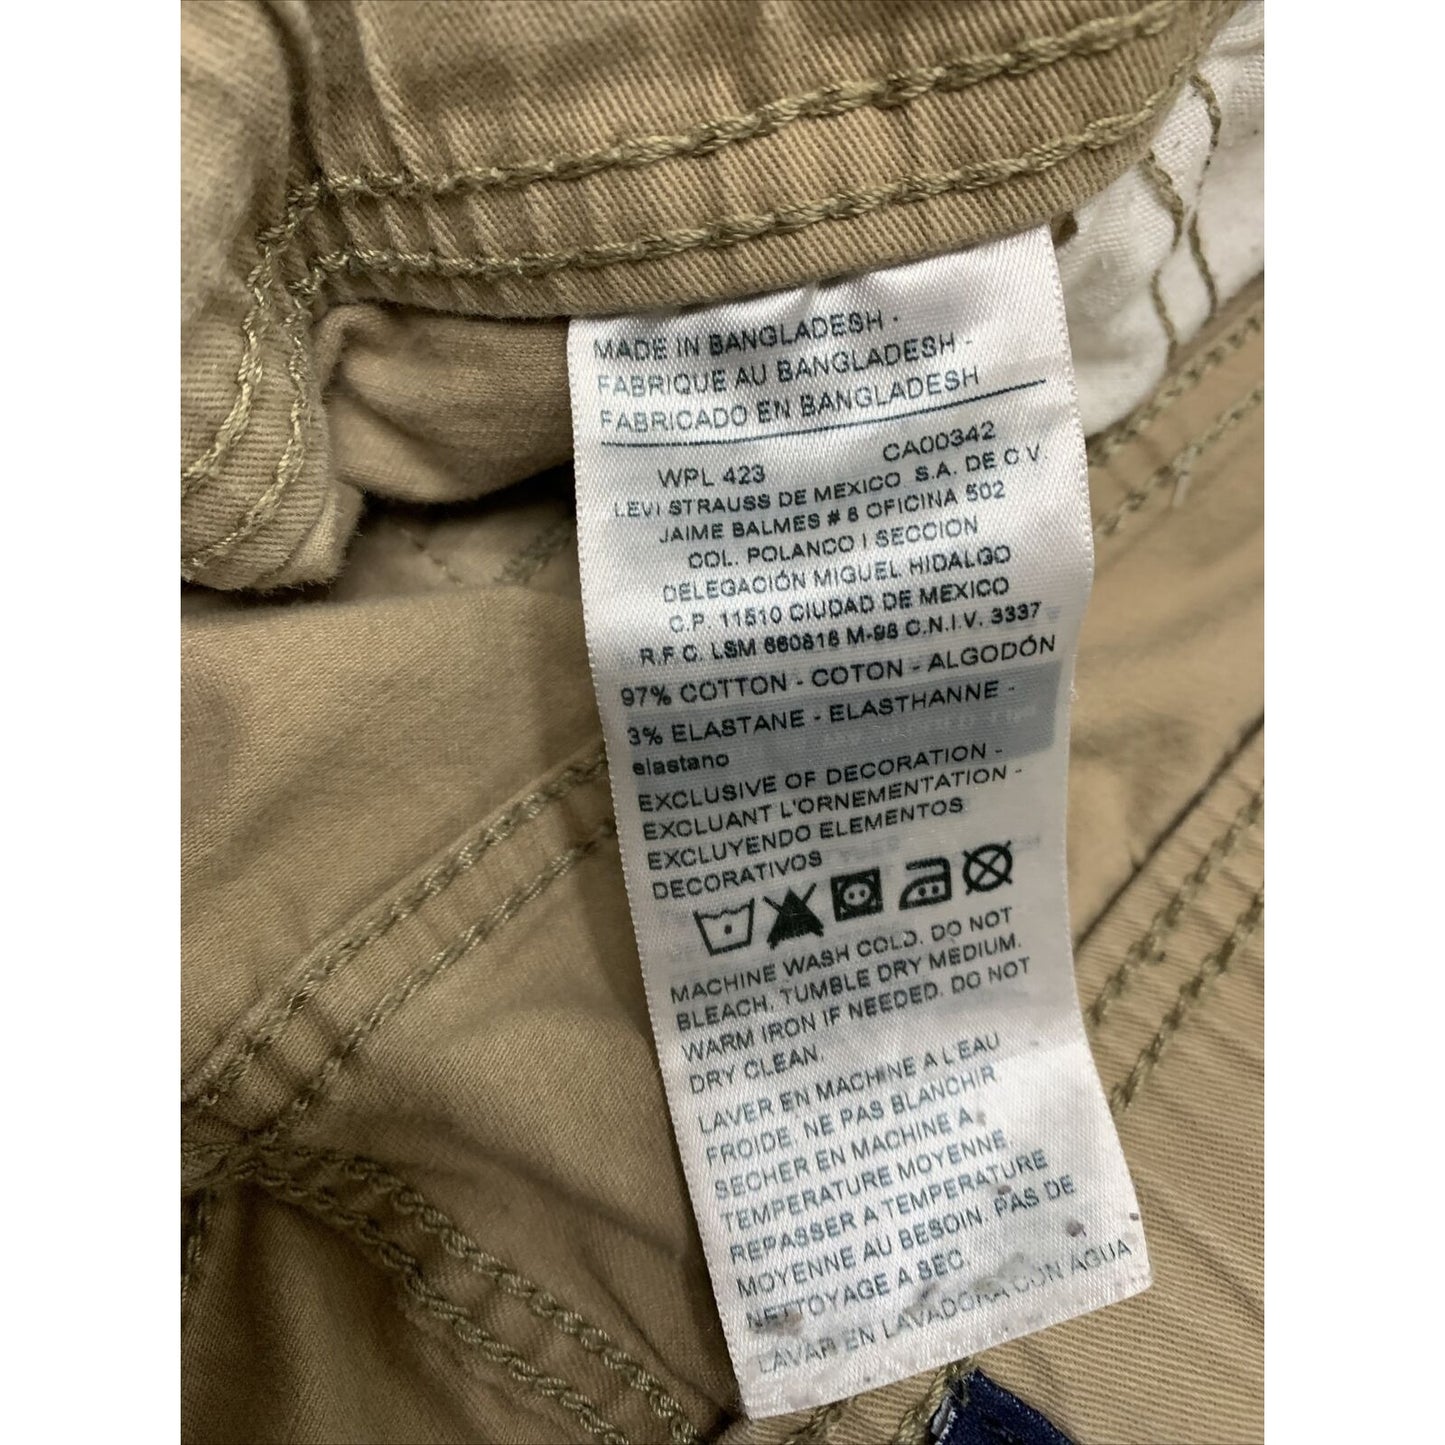 MADE IN BANGLADESH -
FABRIQUE AU BANGLADESH -
FABRICADO EN BANGLADESH
WPL 423 CA00342
LEVI STRAUSS DE MEXICO S.A. DE C V
JAIME BALMES # 8 OFICINA 502
COL. POLANCO I SECCION
DELEGACIÓN MIGUEL HIDALGO
C.P. 11510 CIUDAD DE MEXICO
R.F.C. LSM 660816 M-98 C.N.I.V. 3337
97% COTTON - COTON - ALGODÓN
3% ELASTANE - ELASTHANNE -
elastano
EXCLUSIVE OF DECORATION -
EXCLUANT L'ORNEMENTATION -
EXCLUYENDO ELEMENTOS
DECORATIVOS
MACHINE WASH COLD. DO NOT
BLEACH. TUMBLE DRY MEDIUM.
WARM IRON IF NEEDED. DO NOT
DRY CLEAN.
LAVER EN MACHINE A L'EAU
FROIDE. NE PAS BLANCHIR
SECHER EN MACHINE A
TEMPERATURE MOYENNE.
REPASSER A TEMPERATURE
MOYENNE AU BESOIN. PAS DE
NETTOYAGE A SEC.
LAVAR EN LAVADORA CON AGUA